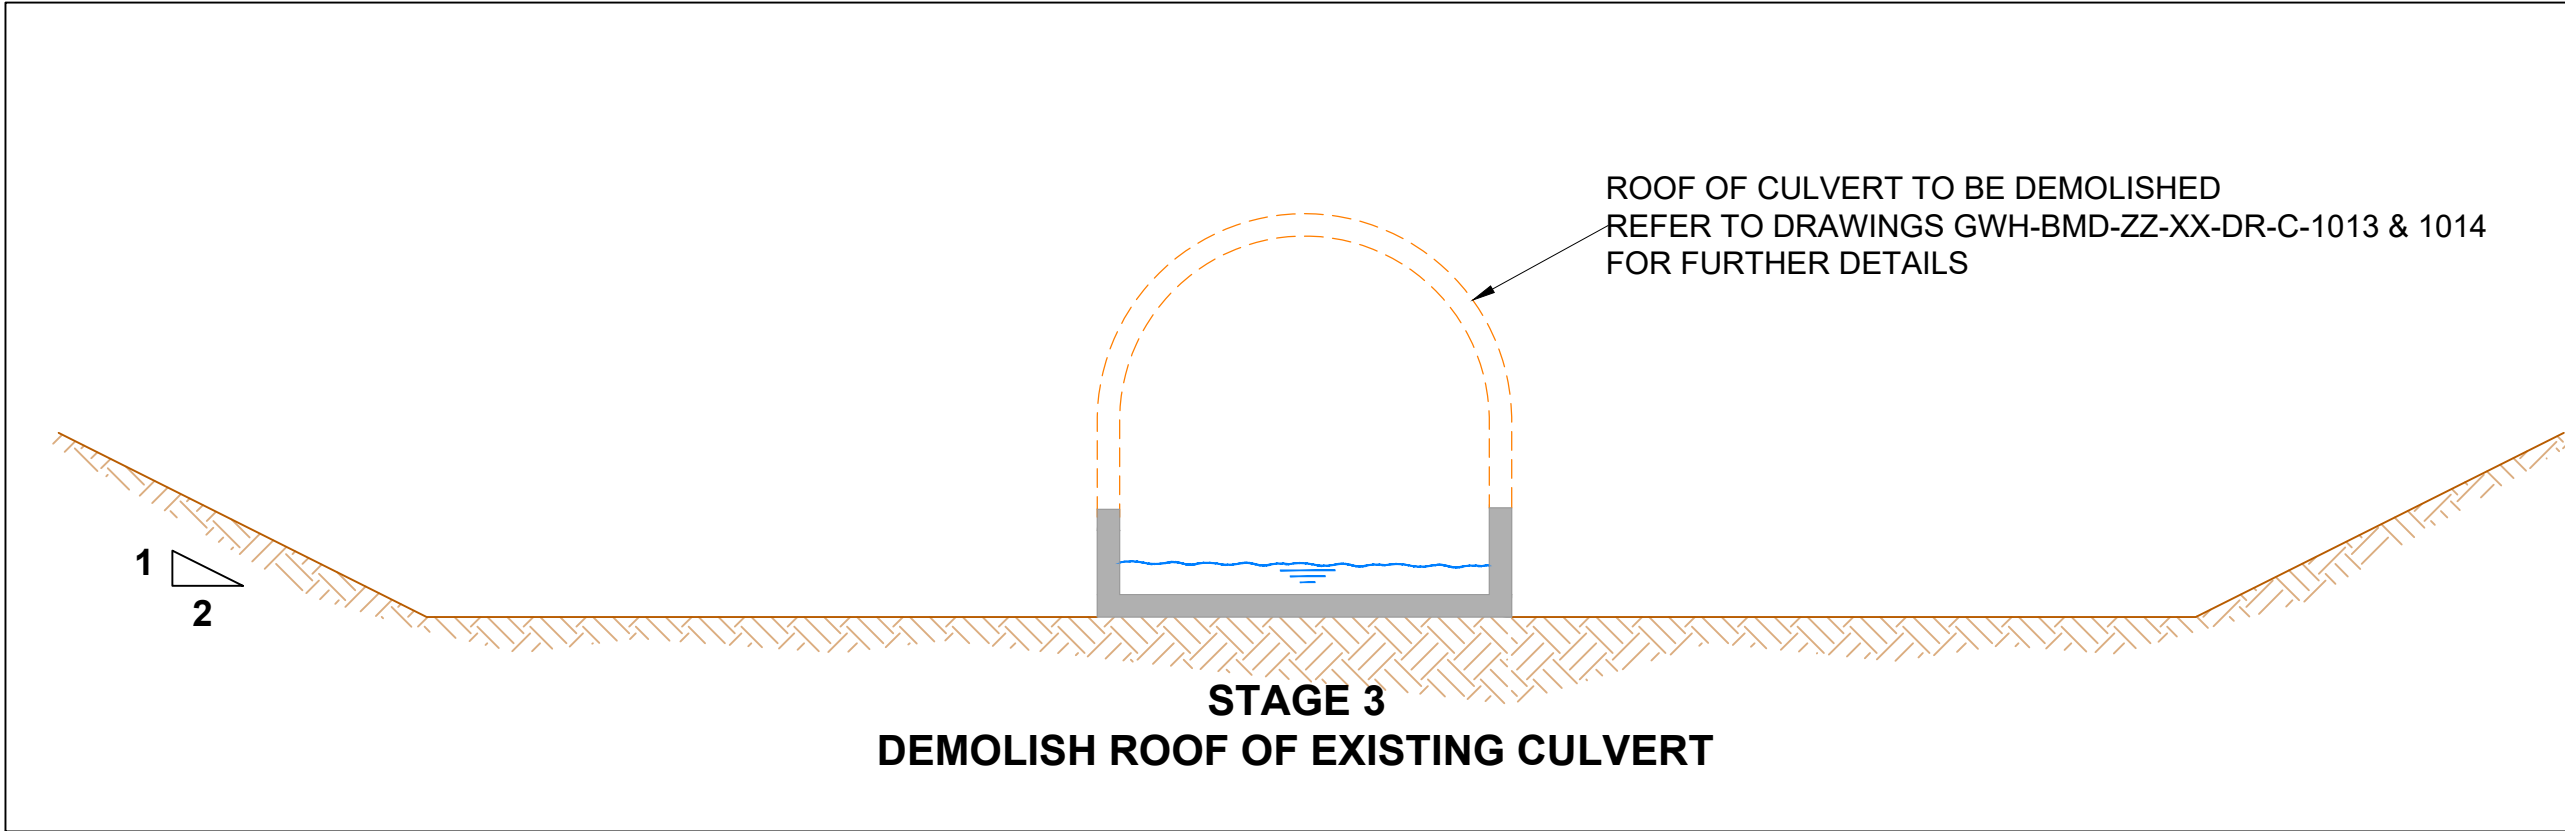 ROOF OF CULVERT TO BE DEMOLISHED
REFER TO DRAWINGS GWH-BMD-ZZ-XX-DR-C-1013 & 1014
FOR FURTHER DETAILS
1
2
STAGE 3
DEMOLISH ROOF OF EXISTING CULVERT